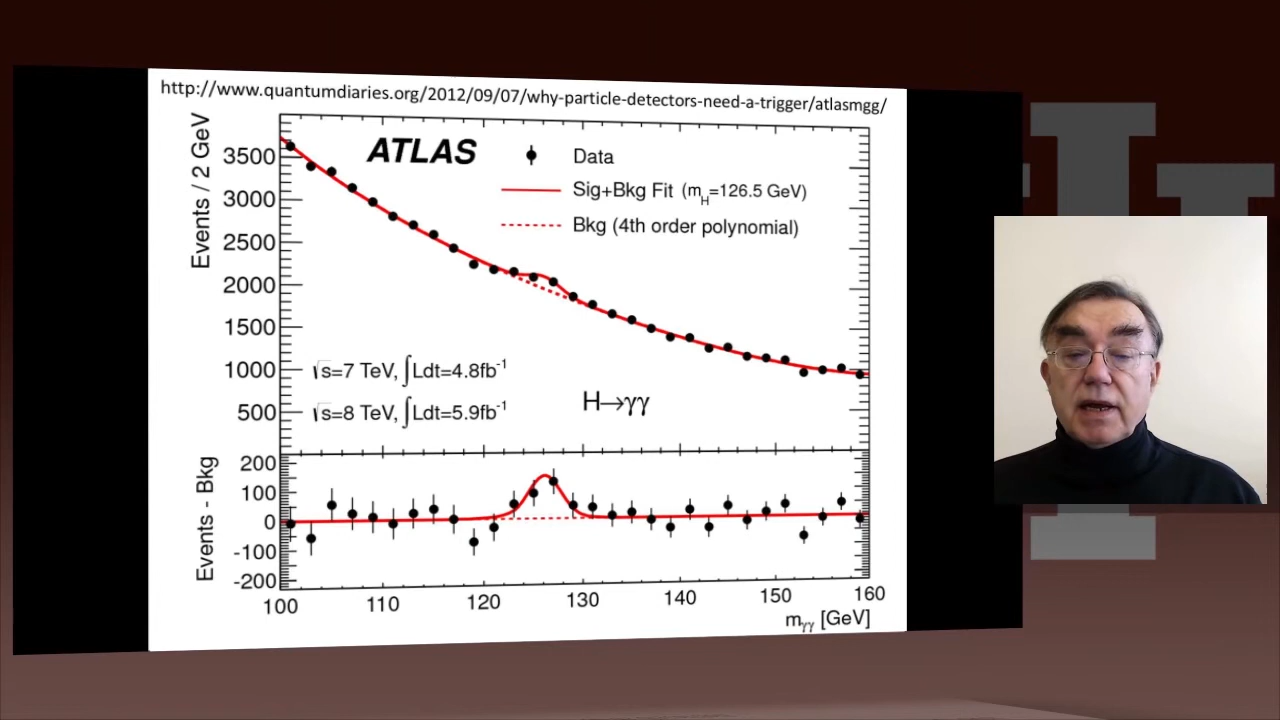 http://www.quantumdiaries.org/2012/09/07/why-particle-detectors-need-a-trigger/atlasmgg/
Events / 2 GeV
ATLAS
Data
Sig+Bkg Fit (mH=126.5 GeV)
Bkg (4th order polynomial)
3500
3000
2500
2000
1500
1000
500
√s=7 TeV, ∫Ldt=4.8fb-1
√s=8 TeV, ∫Ldt=5.9fb-1
H→γγ
Events - Bkg
200
100
0
-100
-200
100 110 120 130 140 150 160
mγγ [GeV]